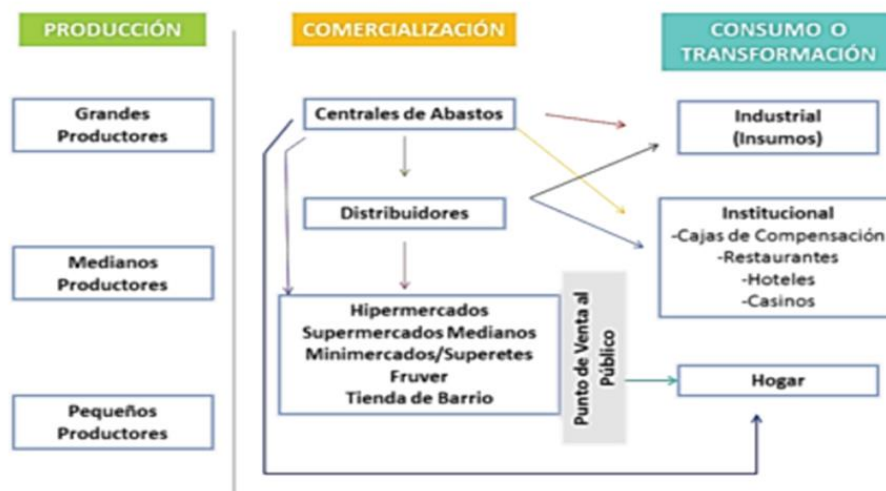 PRODUCCIÓN
Grandes
Productores
Medianos
Productores
Pequeños
Productores
COMERCIALIZACIÓN
Centrales de Abastos
Distribuidores
Hipermercados
Supermercados Medianos
Minimercados/Superetes
Fruver
Tienda de Barrio
Punto de Venta al
Público
CONSUMO O
TRANSFORMACIÓN
Industrial
(Insumos)
Institucional
-Cajas de Compensación
-Restaurantes
-Hoteles
-Casinos
Hogar